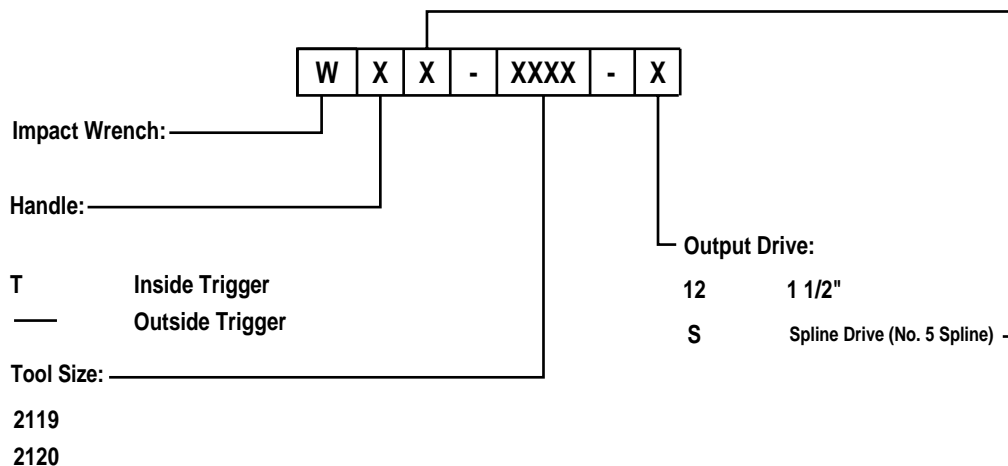 W X X - XXXX - X
Impact Wrench:
Handle:
T Inside Trigger
— Outside Trigger
Tool Size:
2119
2120
Output Drive:
12 1 1/2"
S Spline Drive (No. 5 Spline)